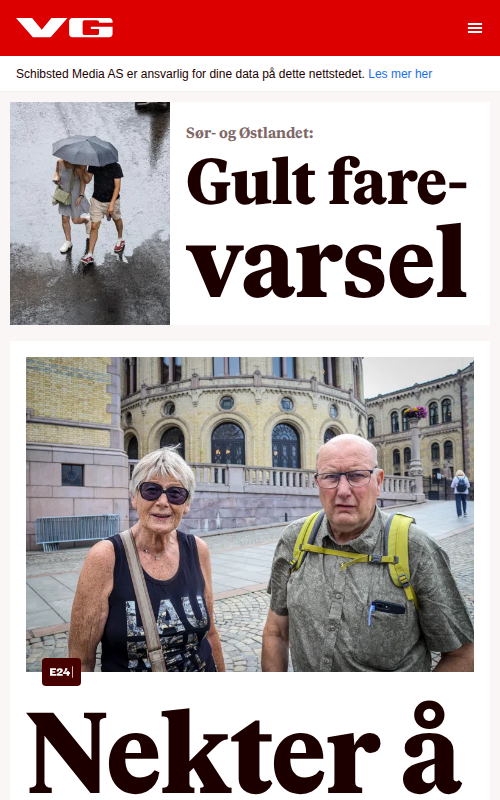 VG
Schibsted Media AS er ansvarlig for dine data på dette nettstedet. Les mer her
Sør- og Østlandet:
Gult fare-
varsel
LAU
E24
Nekter å